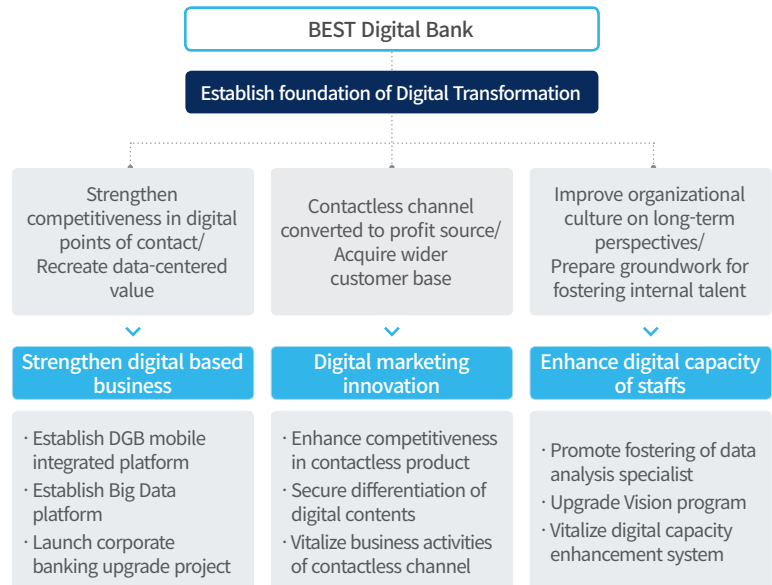 BEST Digital Bank
Establish foundation of Digital Transformation
Strengthen
competitiveness in digital
points of contact/
Recreate data-centered
value
Contactless channel
converted to profit source/
Acquire wider
customer base
Improve organizational
culture on long-term
perspectives/
Prepare groundwork for
fostering internal talent
Strengthen digital based
business
Digital marketing
innovation
Enhance digital capacity
of staffs
· Establish DGB mobile
integrated platform
· Establish Big Data
platform
· Launch corporate
banking upgrade project
· Enhance competitiveness
in contactless product
· Secure differentiation of
digital contents
· Vitalize business activities
of contactless channel
· Promote fostering of data
analysis specialist
· Upgrade Vision program
· Vitalize digital capacity
enhancement system